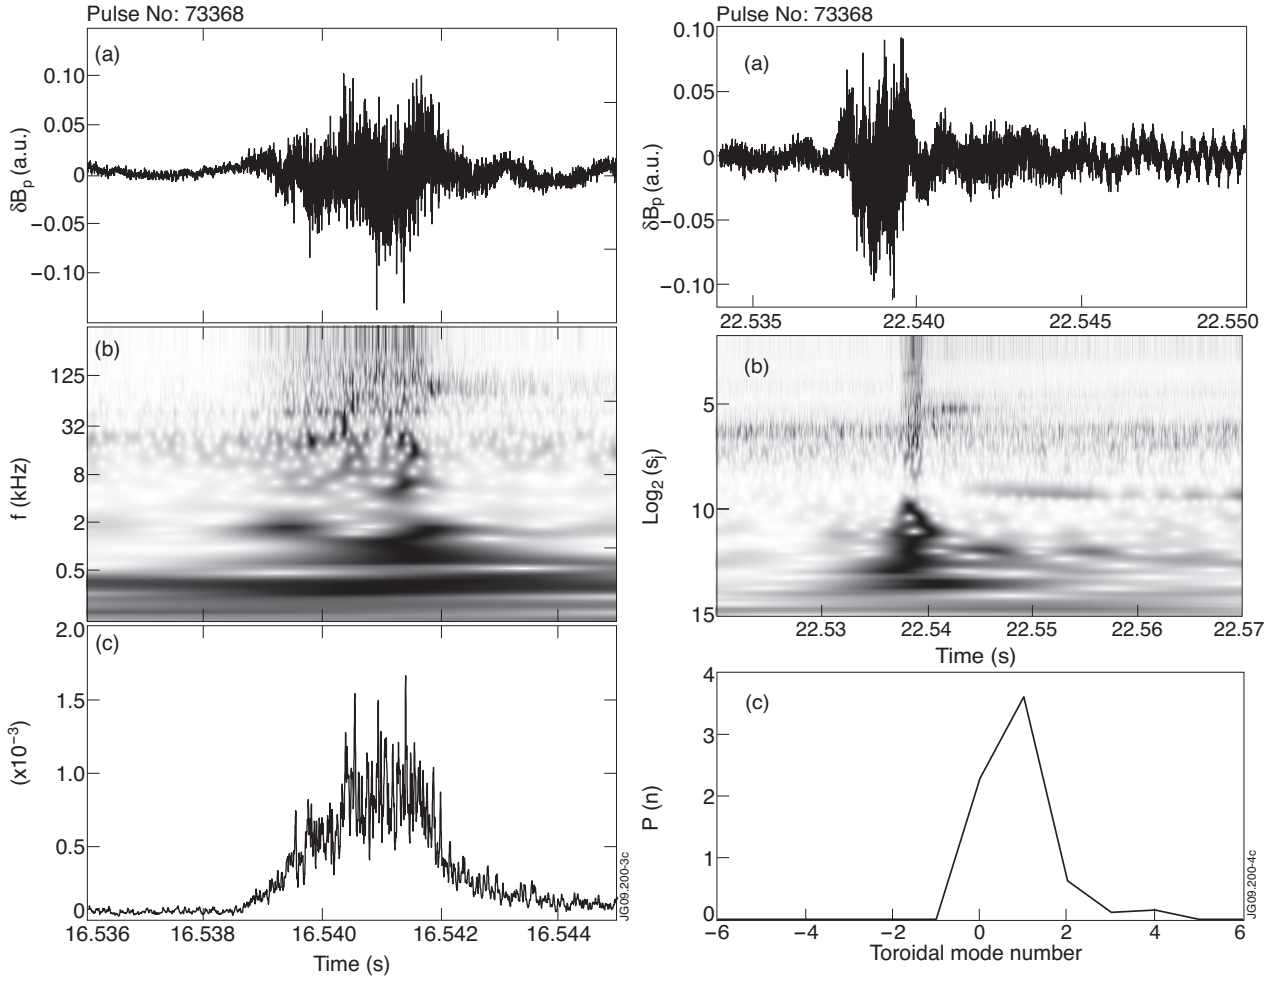 Pulse No: 73368
(a)
0.10
0.05
0
−0.05
−0.10
δBp (a.u.)
(b)
125
32
8
2
0.5
f (kHz)
(c)
2.0
1.5
1.0
0.5
0
(x10−3)
16.536 16.538 16.540 16.542 16.544
Time (s)
JG09.200-3c
Pulse No: 73368
(a)
0.10
0.05
0
−0.05
−0.10
δBp (a.u.)
22.535 22.540 22.545 22.550
(b)
5
10
15
Log2 (sj)
22.53 22.54 22.55 22.56 22.57
Time (s)
(c)
4
3
2
1
0
P (n)
−6 −4 −2 0 2 4 6
Toroidal mode number
JG09.200-4c